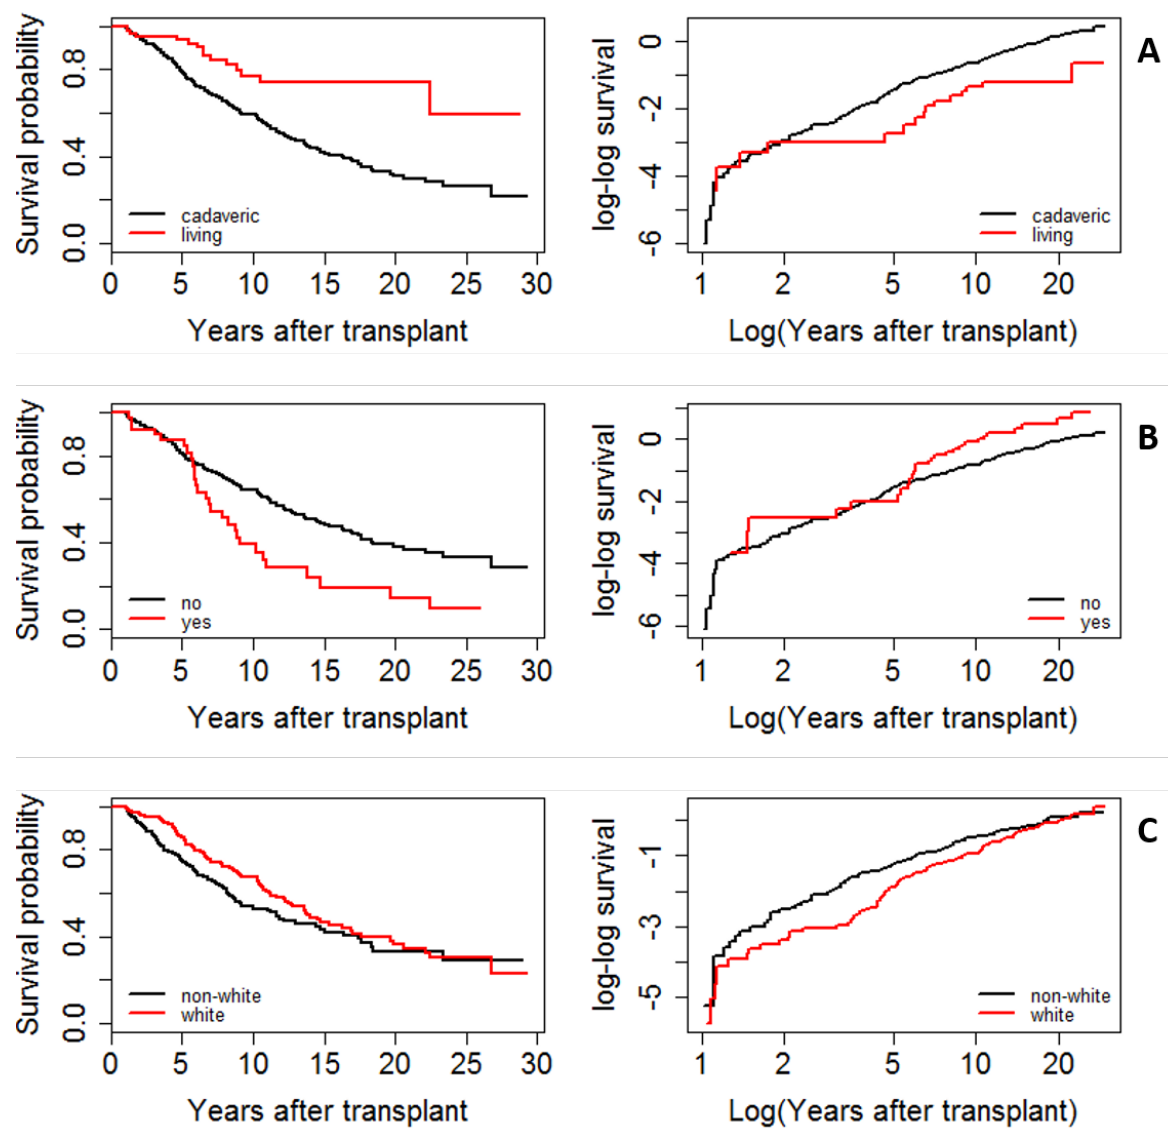 Survival probability
0.0 0.4 0.8
cadaveric
living
0 5 10 15 20 25 30
Years after transplant
log-log survival
-6 -4 -2 0
cadaveric
living
1 2 5 10 20
Log(Years after transplant)
A
Survival probability
0.0 0.4 0.8
no
yes
0 5 10 15 20 25 30
Years after transplant
log-log survival
-6 -4 -2 0
no
yes
1 2 5 10 20
Log(Years after transplant)
B
Survival probability
0.0 0.4 0.8
non-white
white
0 5 10 15 20 25 30
Years after transplant
log-log survival
-5 -3 -1
non-white
white
1 2 5 10 20
Log(Years after transplant)
C